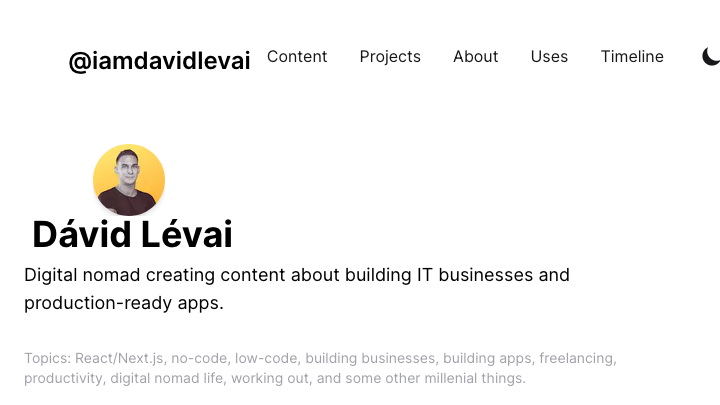 @iamdavidlevai Content Projects About Uses Timeline
Dávid Lévai
Digital nomad creating content about building IT businesses and
production-ready apps.
Topics: React/Next.js, no-code, low-code, building businesses, building apps, freelancing,
productivity, digital nomad life, working out, and some other millenial things.